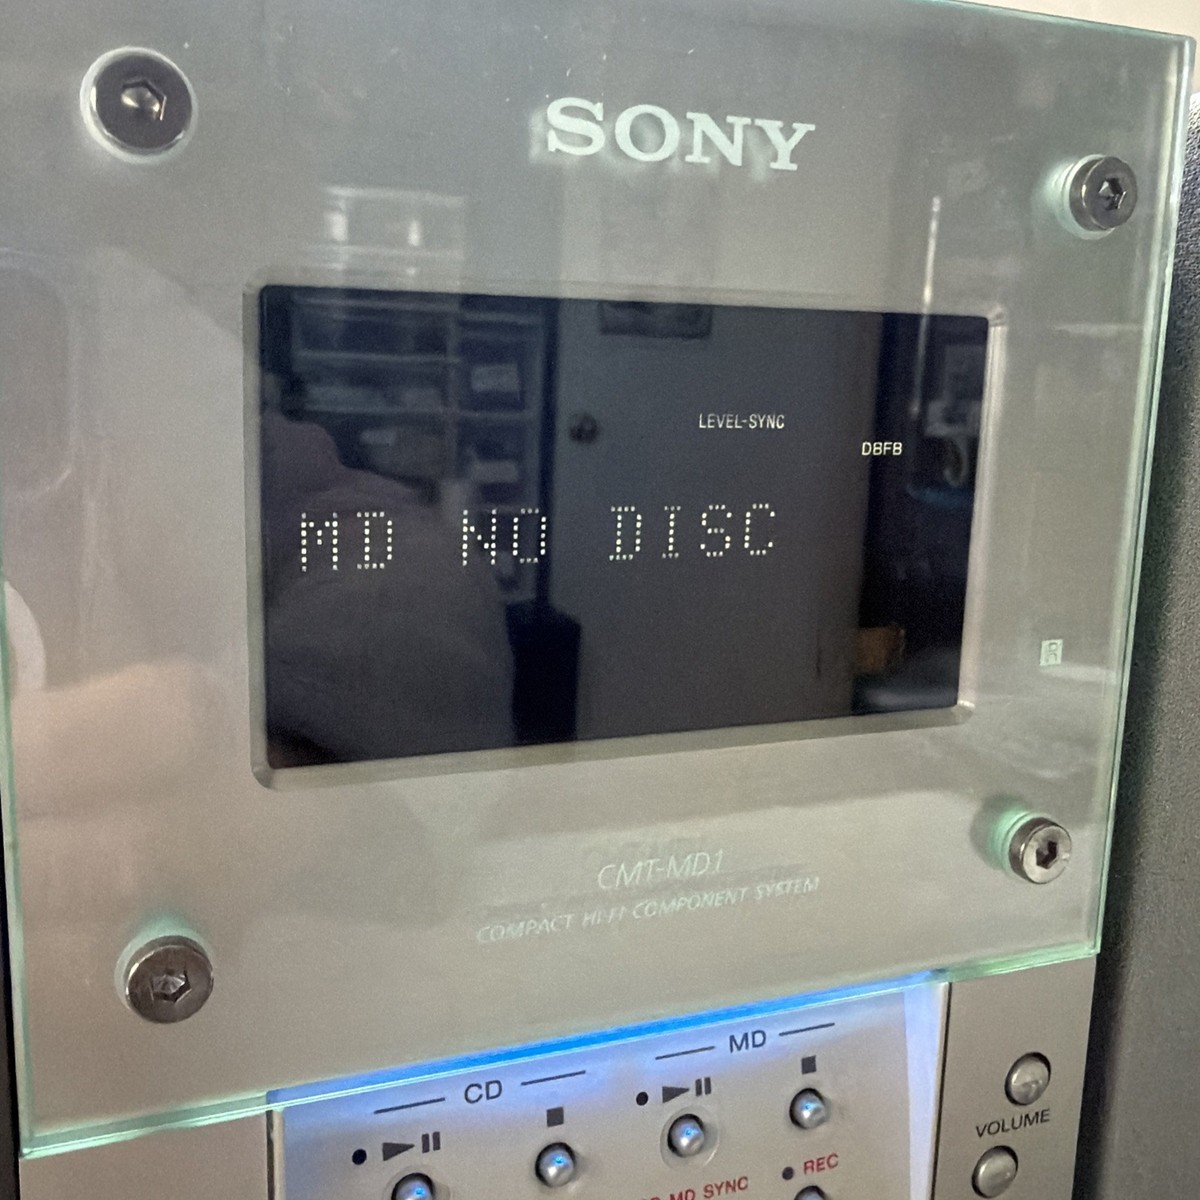 SONY
LEVEL-SYNC
DBFB
MD NO DISC
CMT-MD1
COMPACT HI-FI COMPONENT SYSTEM
MD
CD
VOLUME
REC
MD SYNC